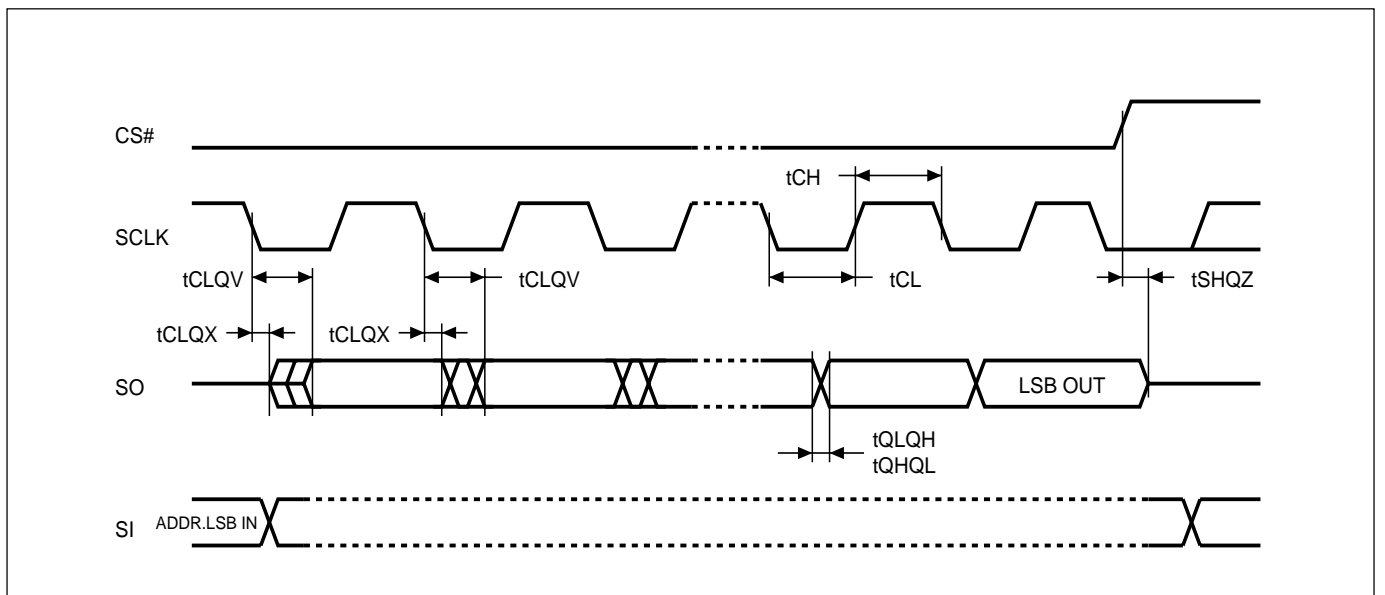 CS#
tCH
SCLK
tCLQV
tCLQV
tCL
tSHQZ
tCLQX
tCLQX
SO
LSB OUT
tQLQH
tQHQL
SI
ADDR.LSB IN